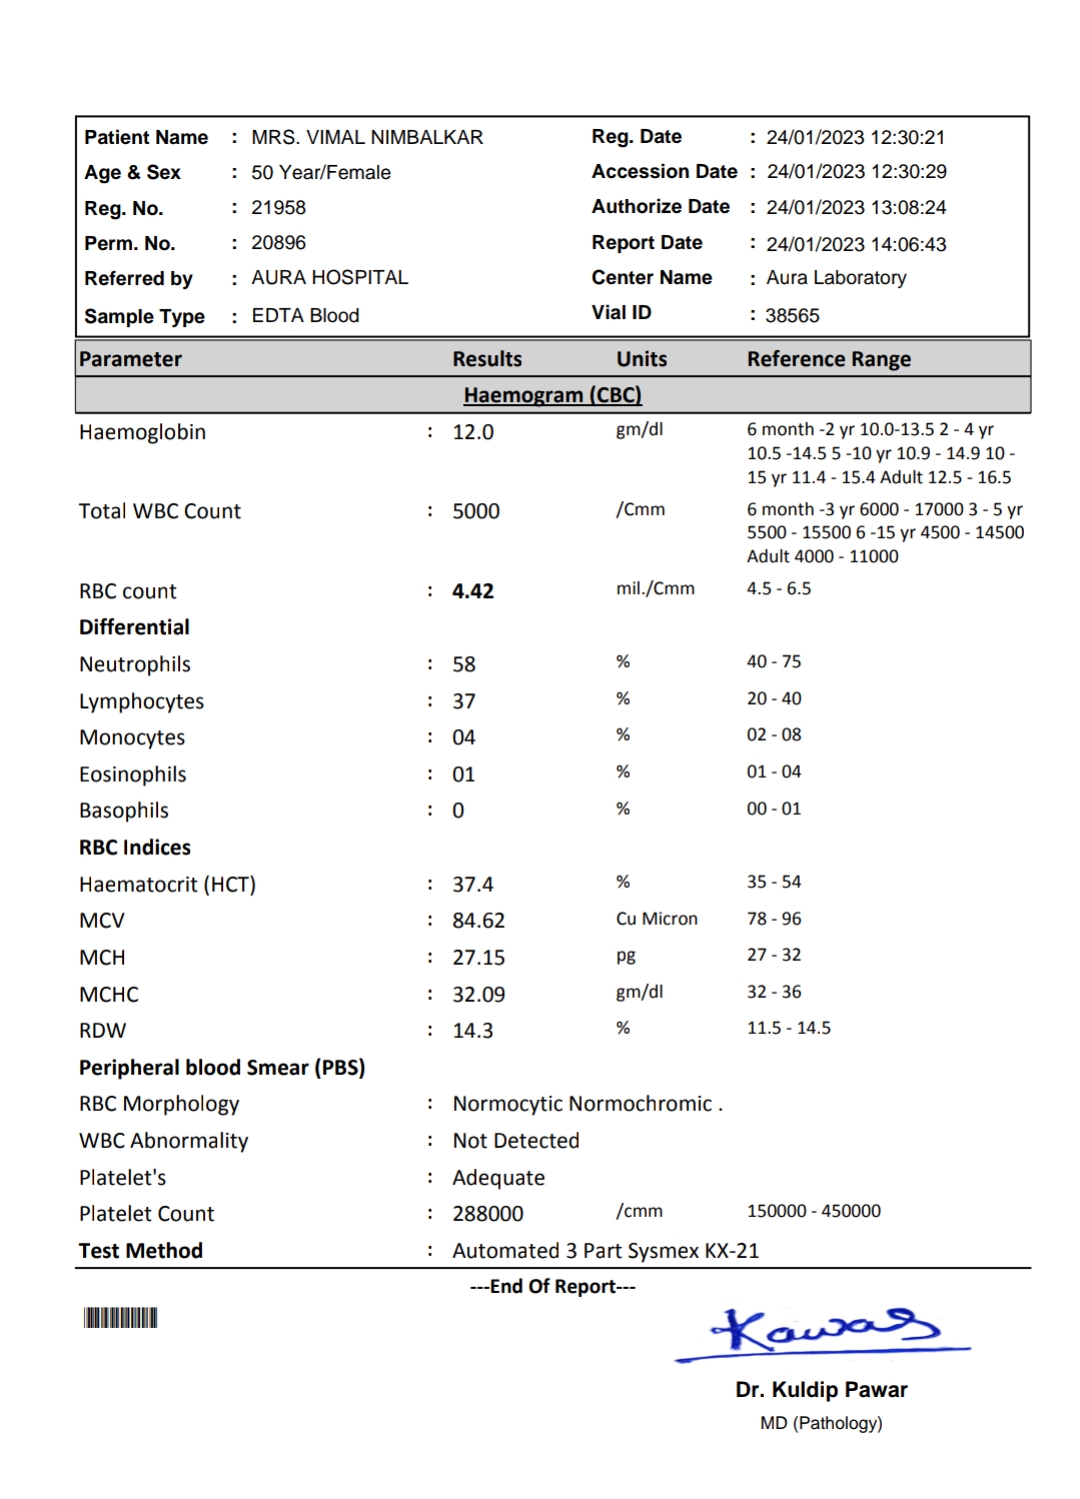 Patient Name : MRS. VIMAL NIMBALKAR Reg. Date : 24/01/2023 12:30:21
Age & Sex : 50 Year/Female Accession Date : 24/01/2023 12:30:29
Reg. No. : 21958 Authorize Date : 24/01/2023 13:08:24
Perm. No. : 20896 Report Date : 24/01/2023 14:06:43
Referred by : AURA HOSPITAL Center Name : Aura Laboratory
Sample Type : EDTA Blood Vial ID : 38565
Parameter Results Units Reference Range
Haemogram (CBC)
Haemoglobin : 12.0 gm/dl 6 month -2 yr 10.0-13.5 2 - 4 yr
10.5 -14.5 5 -10 yr 10.9 - 14.9 10 -
15 yr 11.4 - 15.4 Adult 12.5 - 16.5
Total WBC Count : 5000 /Cmm 6 month -3 yr 6000 - 17000 3 - 5 yr
5500 - 15500 6 -15 yr 4500 - 14500
Adult 4000 - 11000
RBC count : 4.42 mil./Cmm 4.5 - 6.5
Differential
Neutrophils : 58 % 40 - 75
Lymphocytes : 37 % 20 - 40
Monocytes : 04 % 02 - 08
Eosinophils : 01 % 01 - 04
Basophils : 0 % 00 - 01
RBC Indices
Haematocrit (HCT) : 37.4 % 35 - 54
MCV : 84.62 Cu Micron 78 - 96
MCH : 27.15 pg 27 - 32
MCHC : 32.09 gm/dl 32 - 36
RDW : 14.3 % 11.5 - 14.5
Peripheral blood Smear (PBS)
RBC Morphology : Normocytic Normochromic .
WBC Abnormality : Not Detected
Platelet's : Adequate
Platelet Count : 288000 /cmm 150000 - 450000
Test Method : Automated 3 Part Sysmex KX-21
---End Of Report---
Dr. Kuldip Pawar
MD (Pathology)